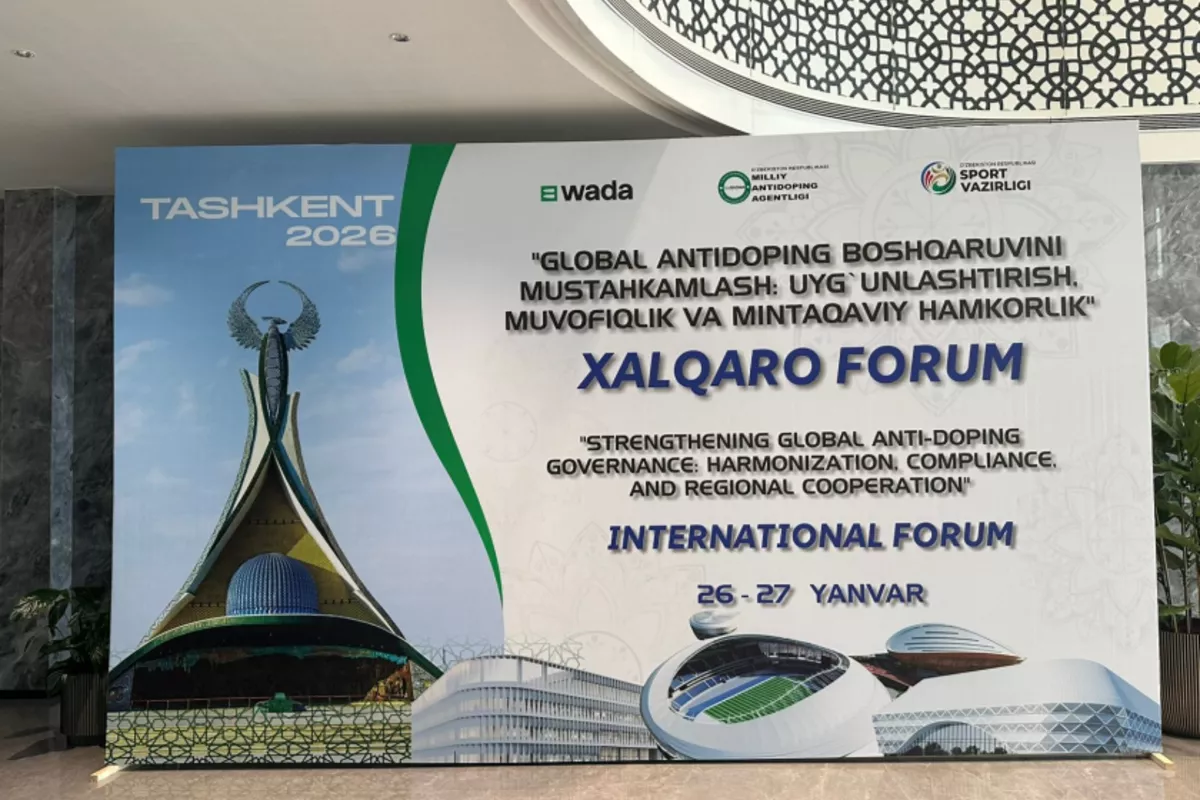 TASHKENT
2026
wada
O'ZBEKISTON RESPUBLIKASI
MILLIY
ANTIDOPING
AGENTLIGI
O'ZBEKISTON RESPUBLIKASI
SPORT
VAZIRLIGI
"GLOBAL ANTIDOPING BOSHQARUVINI
MUSTAHKAMLASH: UYG`UNLASHTIRISH,
MUVOFIQLIK VA MINTAQAVIY HAMKORLIK"
XALQARO FORUM
"STRENGTHENING GLOBAL ANTI-DOPING
GOVERNANCE: HARMONIZATION, COMPLIANCE,
AND REGIONAL COOPERATION"
INTERNATIONAL FORUM
26 - 27 YANVAR